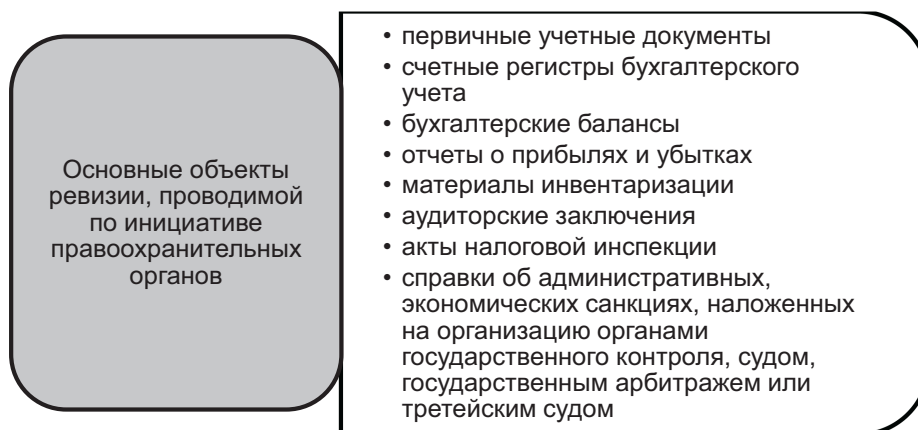 Основные объекты
ревизии, проводимой
по инициативе
правоохранительных
органов
• первичные учетные документы
• счетные регистры бухгалтерского
учета
• бухгалтерские балансы
• отчеты о прибылях и убытках
• материалы инвентаризации
• аудиторские заключения
• акты налоговой инспекции
• справки об административных,
экономических санкциях, наложенных
на организацию органами
государственного контроля, судом,
государственным арбитражем или
третейским судом